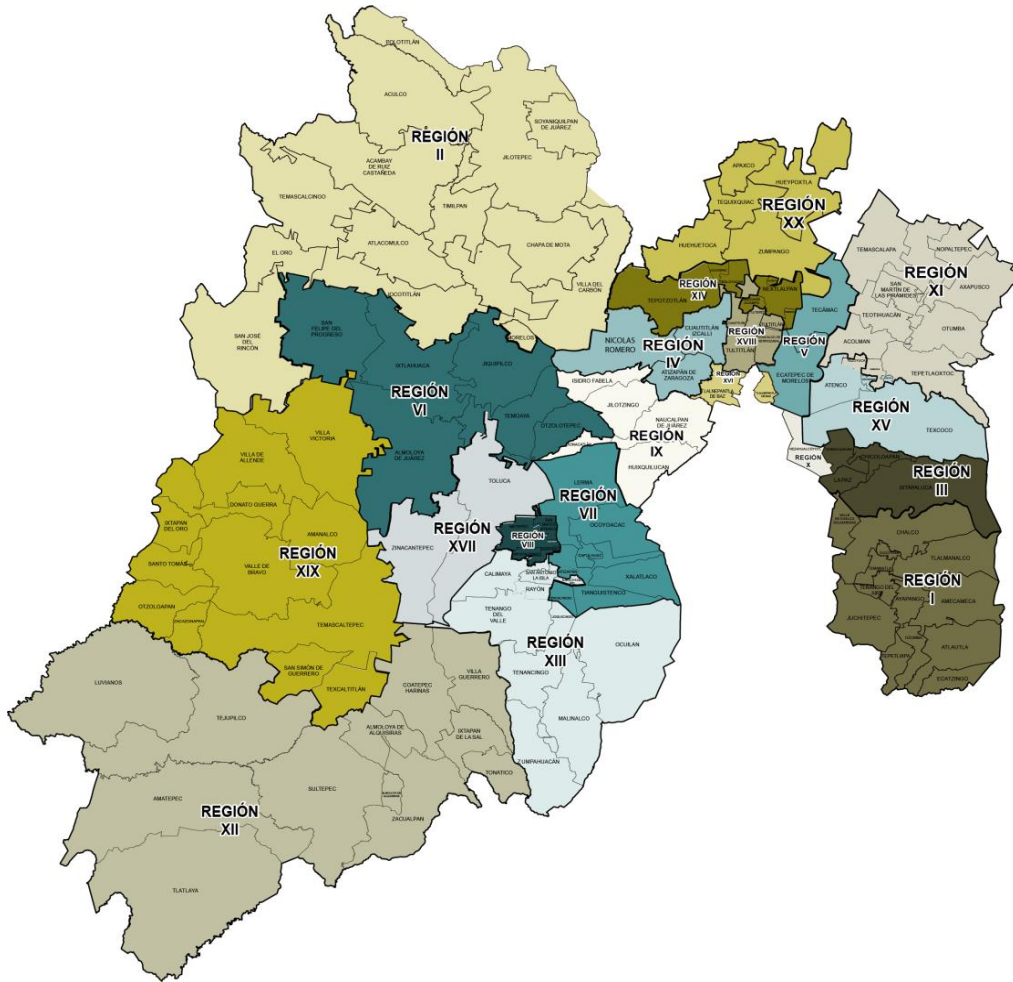 POLOTITLÁN
ACULCO
SOYANIQUILPAN
DE JUÁREZ
REGIÓN
II
JILOTEPEC
ACAMBAY
DE RUIZ
CASTAÑEDA
TEMASCALCINGO
TIMILPAN
ATLACOMULCO
CHAPA DE MOTA
EL ORO
VILLA DEL
CARBÓN
JOCOTITLÁN
SAN JOSÉ
DEL
RINCÓN
MORELOS
SAN
FELIPE DEL
PROGRESO
IXTLAHUACA
JIQUIPILCO
REGIÓN
VI
TEMOAYA
OTZOLOTEPEC
ALMOLOYA
DE JUÁREZ
APAXCO
HUEYPOXTLA
TEQUIXQUIAC
REGIÓN
XX
HUEHUETOCA
ZUMPANGO
TEPOTZOTLÁN
REGIÓN
XIV
NEXTLALPAN
TECÁMAC
NICOLAS
ROMERO
CUAUTITLÁN
IZCALLI
REGIÓN
IV
ATIZAPÁN DE
ZARAGOZA
REGIÓN
XVIII
TULTITLÁN
REGIÓN
V
ECATEPEC DE
MORELOS
REGIÓN
XVI
TLALNEPANTLA
DE BAZ
TEMASCALAPA
NOPALTEPEC
REGIÓN
XI
SAN
MARTÍN DE
LAS PIRÁMIDES
AXAPUSCO
TEOTIHUACÁN
OTUMBA
ACOLMAN
TEPETLAOXTOC
ATENCO
REGIÓN
XV
TEXCOCO
ISIDRO FABELA
JILOTZINGO
NAUCALPAN
DE JUÁREZ
REGIÓN
IX
HUIXQUILUCAN
REGIÓN
X
REGIÓN
III
LA PAZ
IXTAPALUCA
CHALCO
TLALMANALCO
REGIÓN
I
AYAPANGO
AMECAMECA
JUCHITEPEC
ATLAUTLA
ECATZINGO
VILLA
VICTORIA
VILLA DE
ALLENDE
DONATO GUERRA
IXTAPAN
DEL ORO
AMANALCO
REGIÓN
XIX
SANTO TOMÁS
VALLE DE
BRAVO
OTZOLOAPAN
TEMASCALTEPEC
SAN SIMÓN DE
GUERRERO
TEXCALTITLÁN
TOLUCA
REGIÓN
XVII
ZINACANTEPEC
LERMA
REGIÓN
VII
OCOYOACAC
REGIÓN
VIII
XALATLACO
TIANGUISTENCO
CALIMAYA
SAN ANTONIO
LA ISLA
RAYÓN
TENANGO
DEL
VALLE
REGIÓN
XIII
OCUILAN
TENANCINGO
MALINALCO
ZUMPAHUACÁN
LUVIANOS
TEJUPILCO
COATEPEC
HARINAS
VILLA
GUERRERO
ALMOLOYA DE
ALQUISIRAS
IXTAPAN
DE LA SAL
TONATICO
SULTEPEC
AMATEPEC
REGIÓN
XII
ZACUALPAN
TLATLAYA